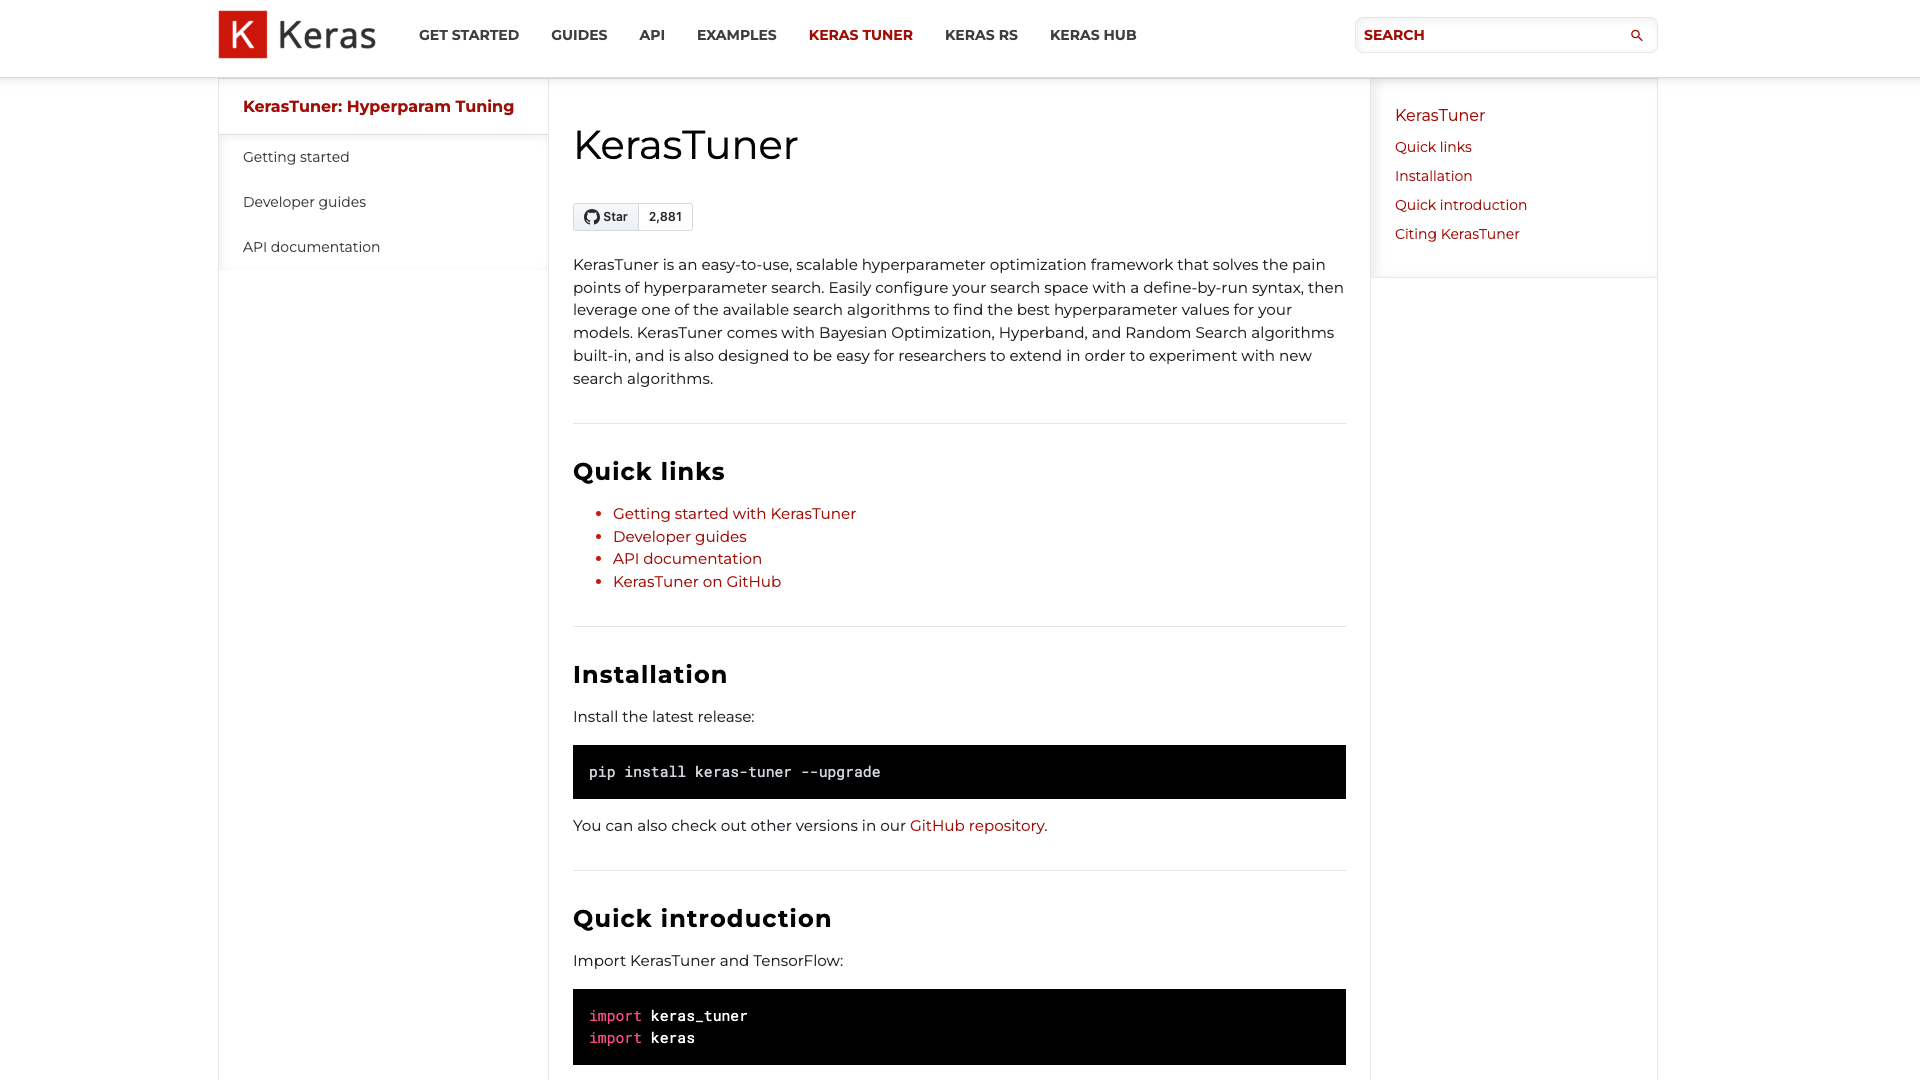 K Keras
GET STARTED
GUIDES
API
EXAMPLES
KERAS TUNER
KERAS RS
KERAS HUB
SEARCH
KerasTuner: Hyperparam Tuning
Getting started
Developer guides
API documentation
KerasTuner
Star 2,881
KerasTuner is an easy-to-use, scalable hyperparameter optimization framework that solves the pain
points of hyperparameter search. Easily configure your search space with a define-by-run syntax, then
leverage one of the available search algorithms to find the best hyperparameter values for your
models. KerasTuner comes with Bayesian Optimization, Hyperband, and Random Search algorithms
built-in, and is also designed to be easy for researchers to extend in order to experiment with new
search algorithms.
Quick links
• Getting started with KerasTuner
• Developer guides
• API documentation
• KerasTuner on GitHub
Installation
Install the latest release:
pip install keras-tuner --upgrade
You can also check out other versions in our GitHub repository.
Quick introduction
Import KerasTuner and TensorFlow:
import keras_tuner
import keras
KerasTuner
Quick links
Installation
Quick introduction
Citing KerasTuner